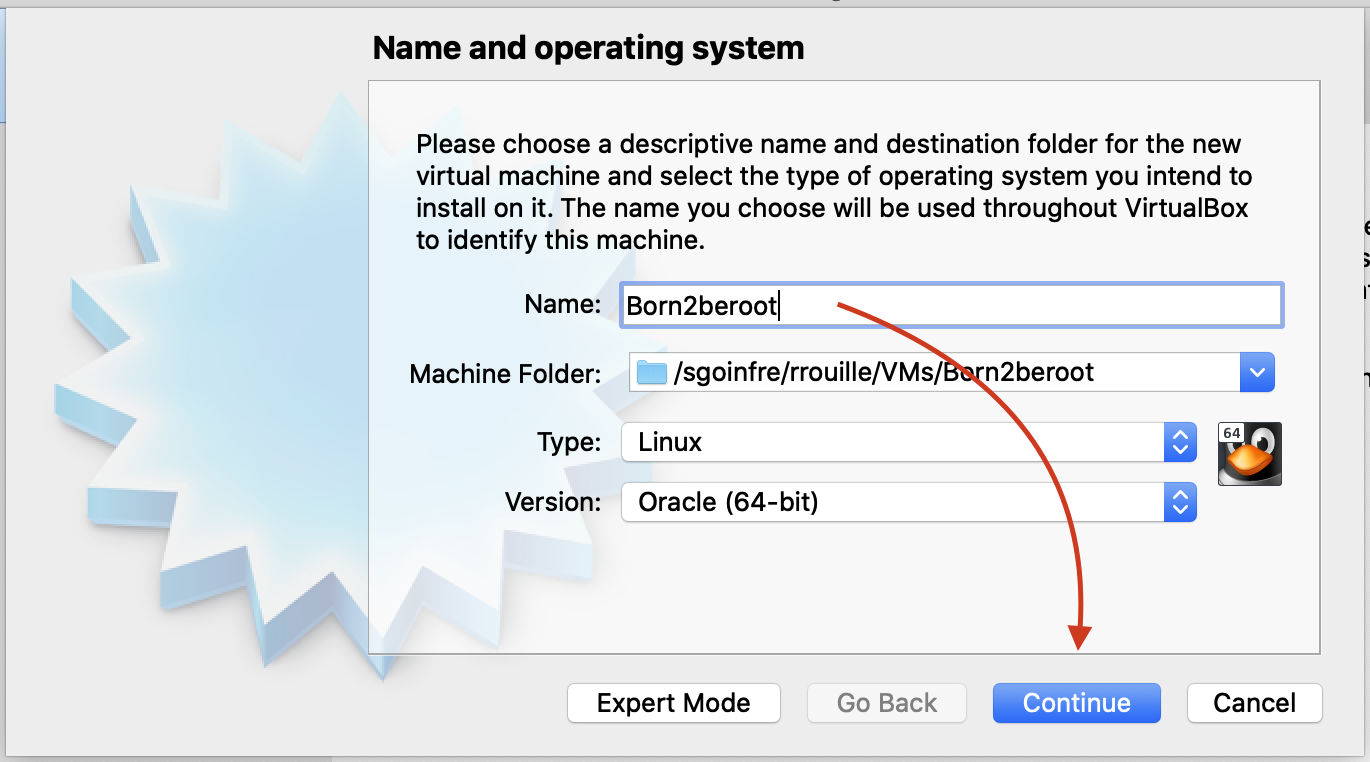 Name and operating system
Please choose a descriptive name and destination folder for the new
virtual machine and select the type of operating system you intend to
install on it. The name you choose will be used throughout VirtualBox
to identify this machine.
Name: Born2beroot
Machine Folder: /sgoinfre/rrouille/VMs/Born2beroot
Type: Linux
64
Version: Oracle (64-bit)
Expert Mode Go Back Continue Cancel